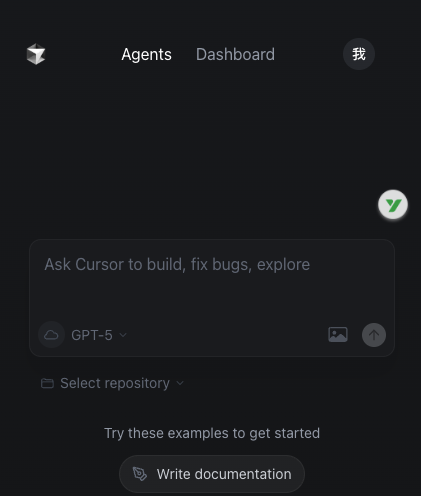 Agents Dashboard 我
Ask Cursor to build, fix bugs, explore
GPT-5
Select repository
Try these examples to get started
Write documentation